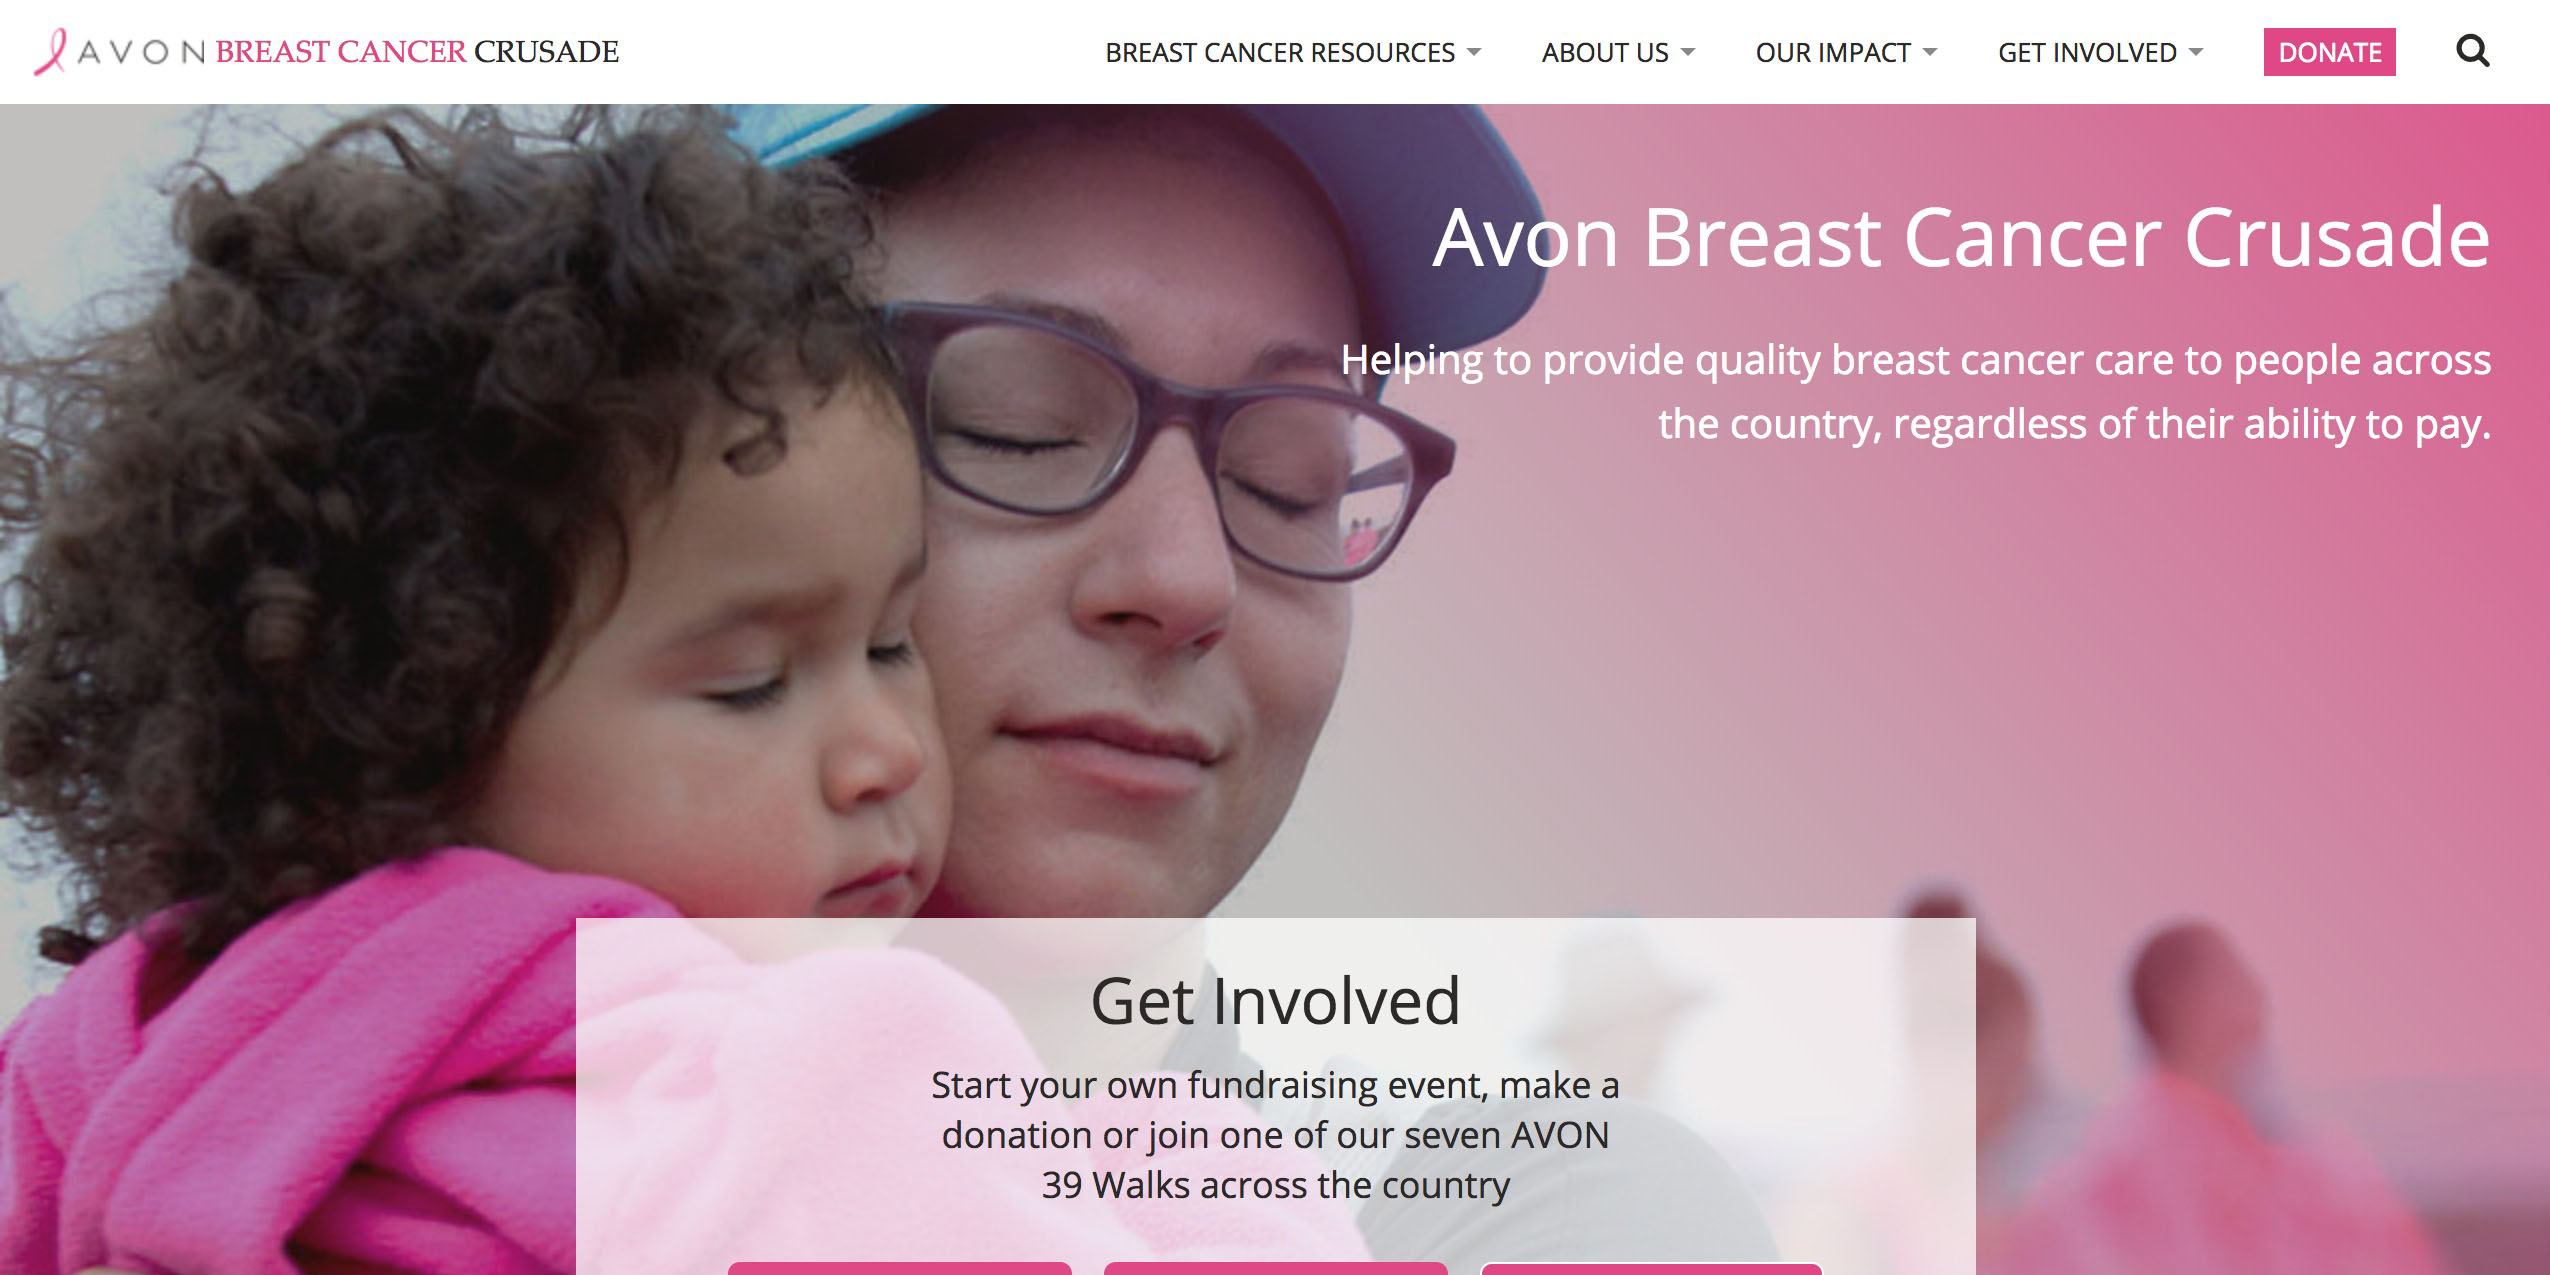 AVON BREAST CANCER CRUSADE
BREAST CANCER RESOURCES
ABOUT US
OUR IMPACT
GET INVOLVED
DONATE
Avon Breast Cancer Crusade
Helping to provide quality breast cancer care to people across
the country, regardless of their ability to pay.
Get Involved
Start your own fundraising event, make a
donation or join one of our seven AVON
39 Walks across the country